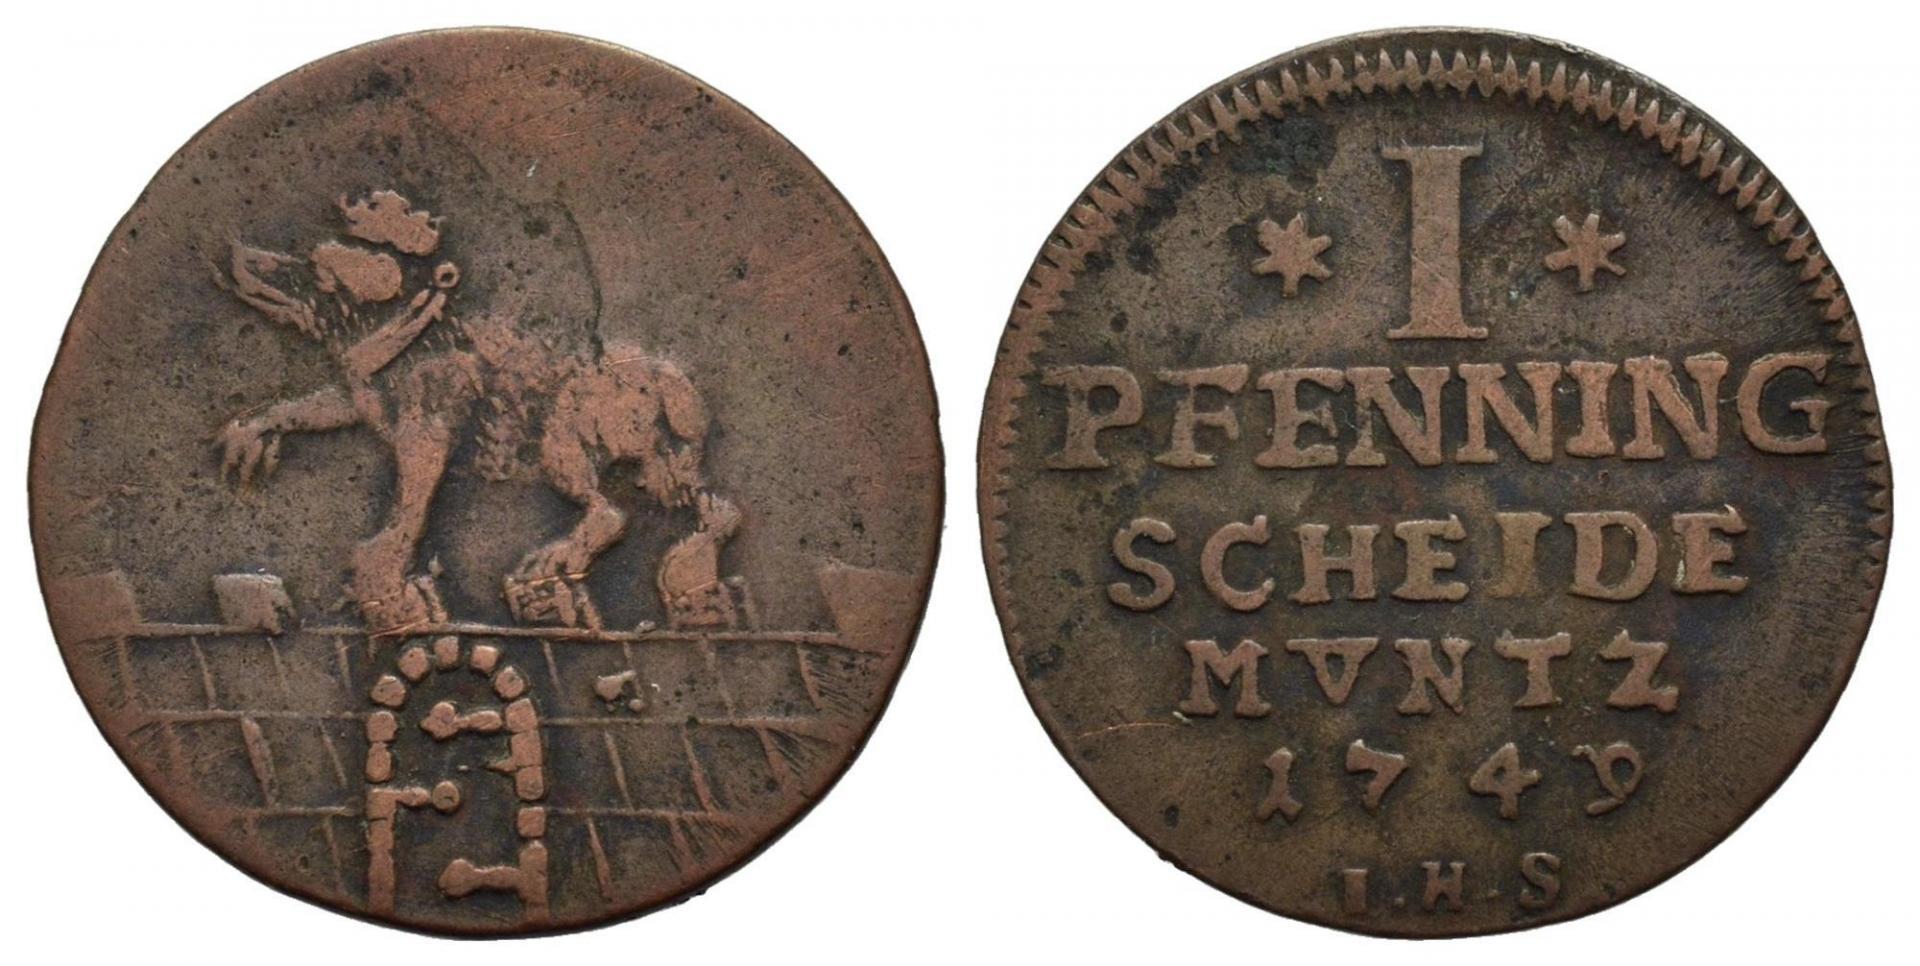 * I *
PFENNING
SCHEIDE
MVNTZ
1749
I.H.S